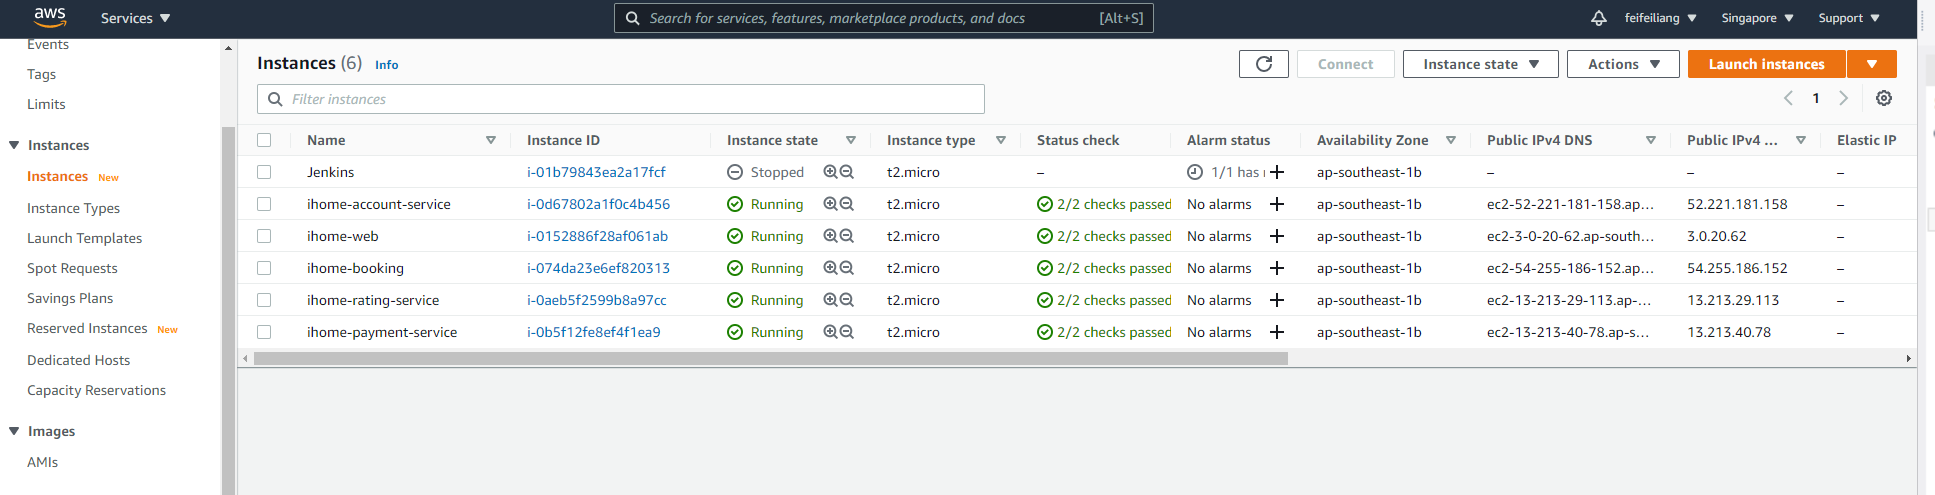 aws Services Search for services, features, marketplace products, and docs [Alt+S] feifeiliang Singapore Support
Events
Tags
Limits
Instances
Instances New
Instance Types
Launch Templates
Spot Requests
Savings Plans
Reserved Instances New
Dedicated Hosts
Capacity Reservations
Images
AMIs
Instances (6) Info Connect Instance state Actions Launch instances
Filter instances 1
Name Instance ID Instance state Instance type Status check Alarm status Availability Zone Public IPv4 DNS Public IPv4 ... Elastic IP
Jenkins i-01b79843ea2a17fcf Stopped t2.micro – 1/1 has ap-southeast-1b – – –
ihome-account-service i-0d67802a1f0c4b456 Running t2.micro 2/2 checks passed No alarms ap-southeast-1b ec2-52-221-181-158.ap... 52.221.181.158 –
ihome-web i-0152886f28af061ab Running t2.micro 2/2 checks passed No alarms ap-southeast-1b ec2-3-0-20-62.ap-south... 3.0.20.62 –
ihome-booking i-074da23e6ef820313 Running t2.micro 2/2 checks passed No alarms ap-southeast-1b ec2-54-255-186-152.ap... 54.255.186.152 –
ihome-rating-service i-0aeb5f2599b8a97cc Running t2.micro 2/2 checks passed No alarms ap-southeast-1b ec2-13-213-29-113.ap-... 13.213.29.113 –
ihome-payment-service i-0b5f12fe8ef4f1ea9 Running t2.micro 2/2 checks passed No alarms ap-southeast-1b ec2-13-213-40-78.ap-s... 13.213.40.78 –